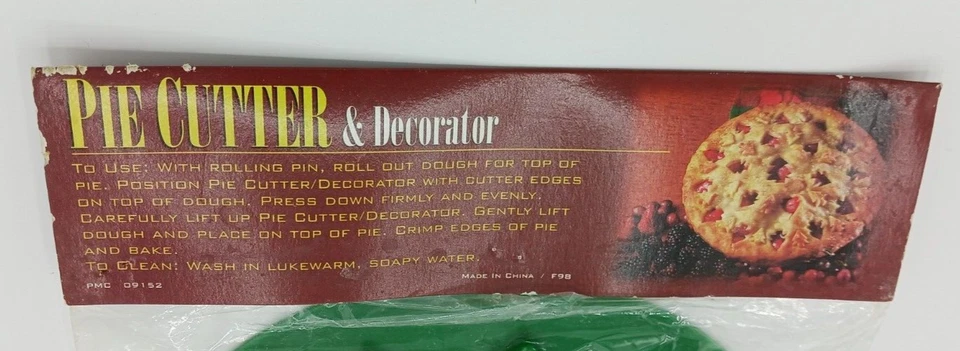 PIE CUTTER & Decorator
TO USE: WITH ROLLING PIN, ROLL OUT DOUGH FOR TOP OF
PIE. POSITION PIE CUTTER/DECORATOR WITH CUTTER EDGES
ON TOP OF DOUGH. PRESS DOWN FIRMLY AND EVENLY.
CAREFULLY LIFT UP PIE CUTTER/DECORATOR. GENTLY LIFT
DOUGH AND PLACE ON TOP OF PIE. CRIMP EDGES OF PIE
AND BAKE.
TO CLEAN: WASH IN LUKEWARM, SOAPY WATER.
MADE IN CHINA / F98
PMC 09152